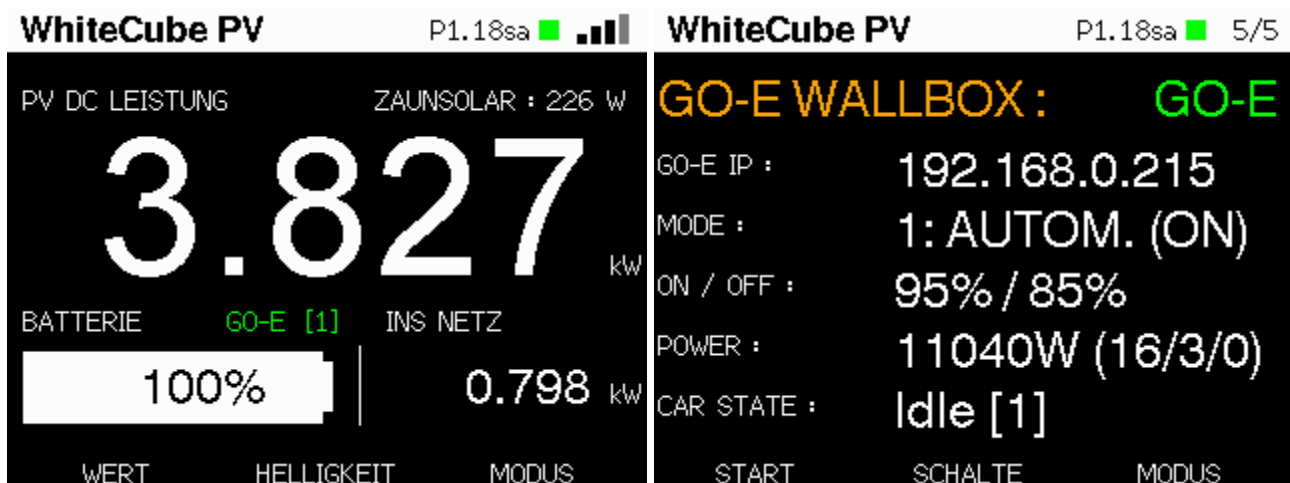 WhiteCube PV P1.18sa
PV DC LEISTUNG ZAUNSOLAR : 226 W
3.827 kW
BATTERIE GO-E [1] INS NETZ
100% 0.798 kW
WERT HELLIGKEIT MODUS
WhiteCube PV P1.18sa 5/5
GO-E WALLBOX : GO-E
GO-E IP : 192.168.0.215
MODE : 1: AUTOM. (ON)
ON / OFF : 95% / 85%
POWER : 11040W (16/3/0)
CAR STATE : Idle [1]
START SCHALTE MODUS